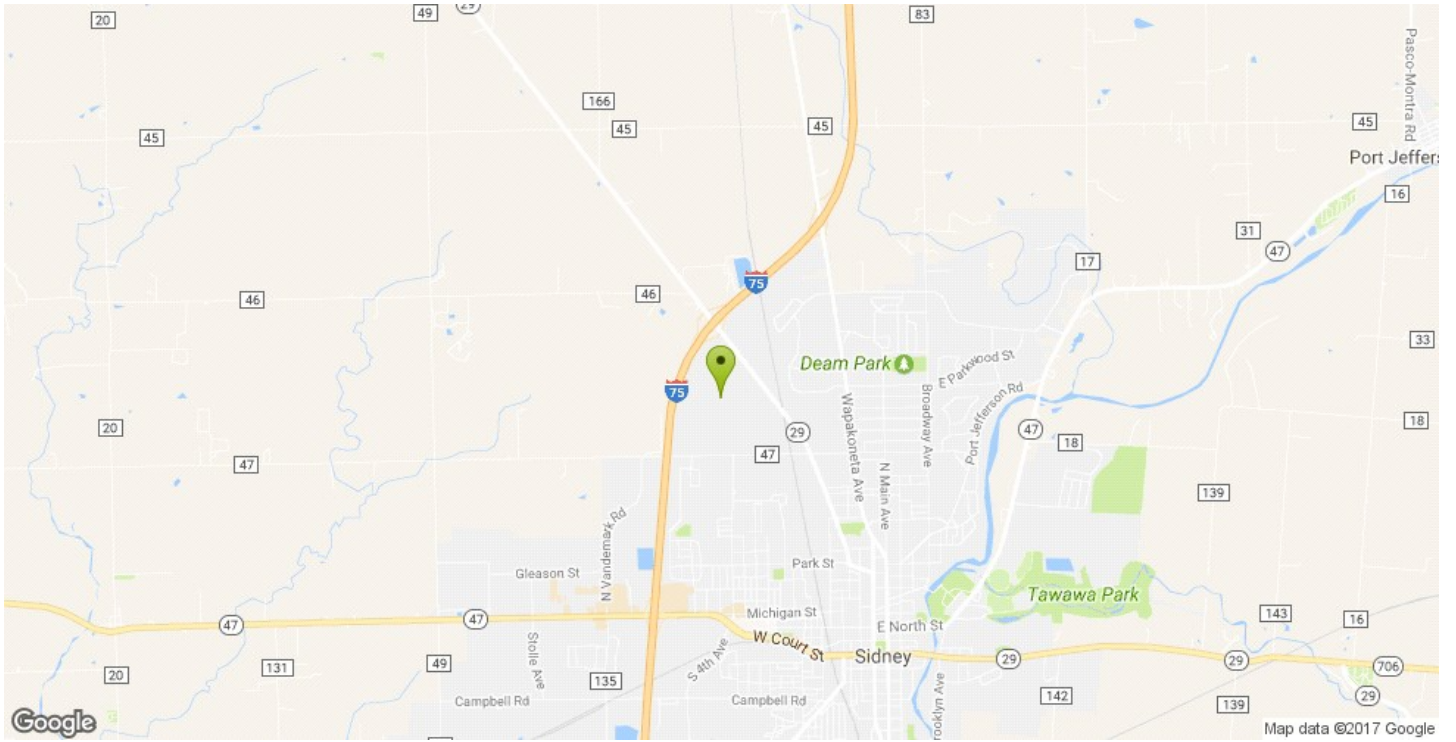 20
49
29
83
Pasco-Montra Rd
166
45
45
45
45
Port Jeffers
16
31
47
17
46
46
75
33
Deam Park
E Parkwood St
75
Broadway Ave
Port Jefferson Rd
Wapakoneta Ave
20
29
47
18
18
47
47
N Main Ave
139
N Vandemark Rd
Park St
Gleason St
Tawawa Park
Michigan St
143
47
47
E North St
16
W Court St
Sidney
Stolle Ave
S 4th Ave
20
131
49
29
29
706
135
Campbell Rd
Campbell Rd
rooklyn Ave
142
139
29
Google
Map data ©2017 Google